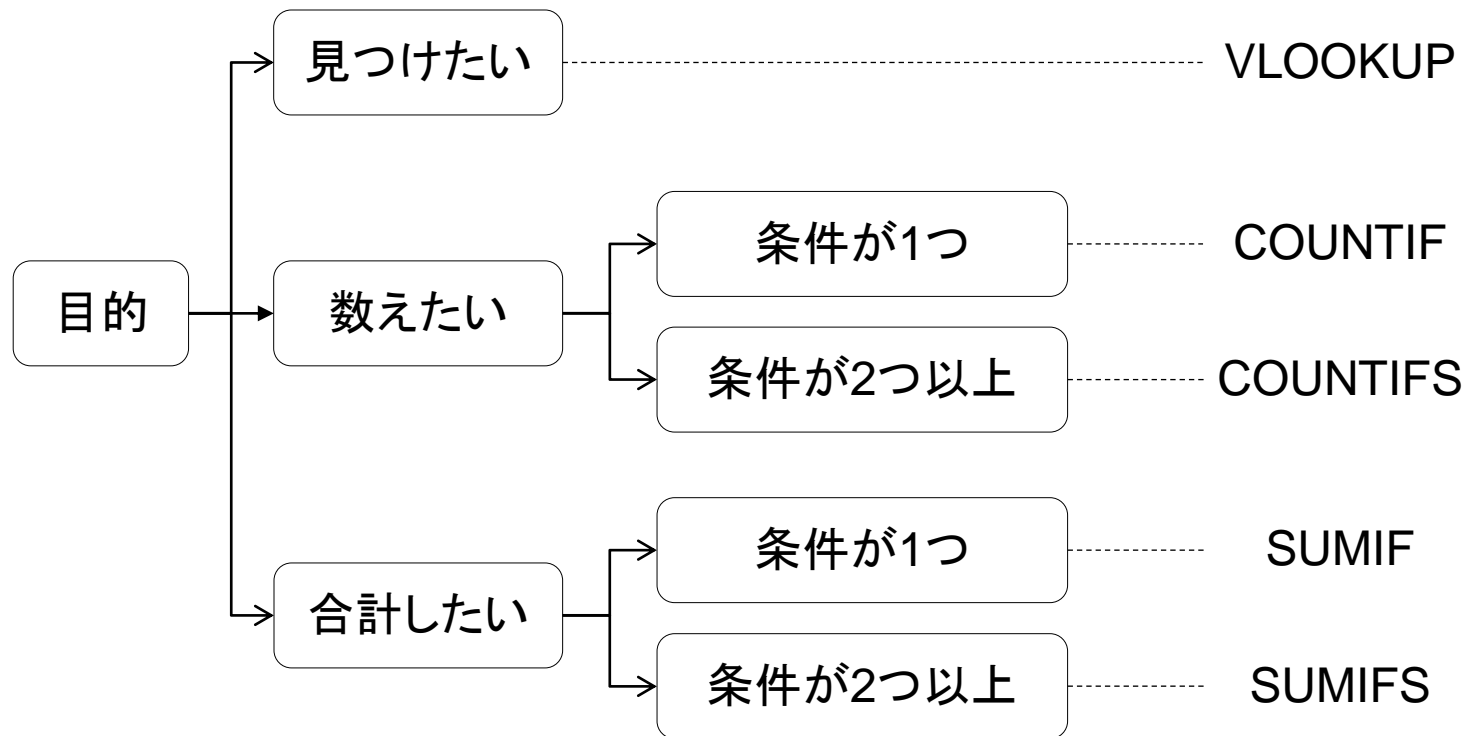 見つけたい
VLOOKUP
条件が1つ
COUNTIF
目的
数えたい
条件が2つ以上
COUNTIFS
条件が1つ
SUMIF
合計したい
条件が2つ以上
SUMIFS